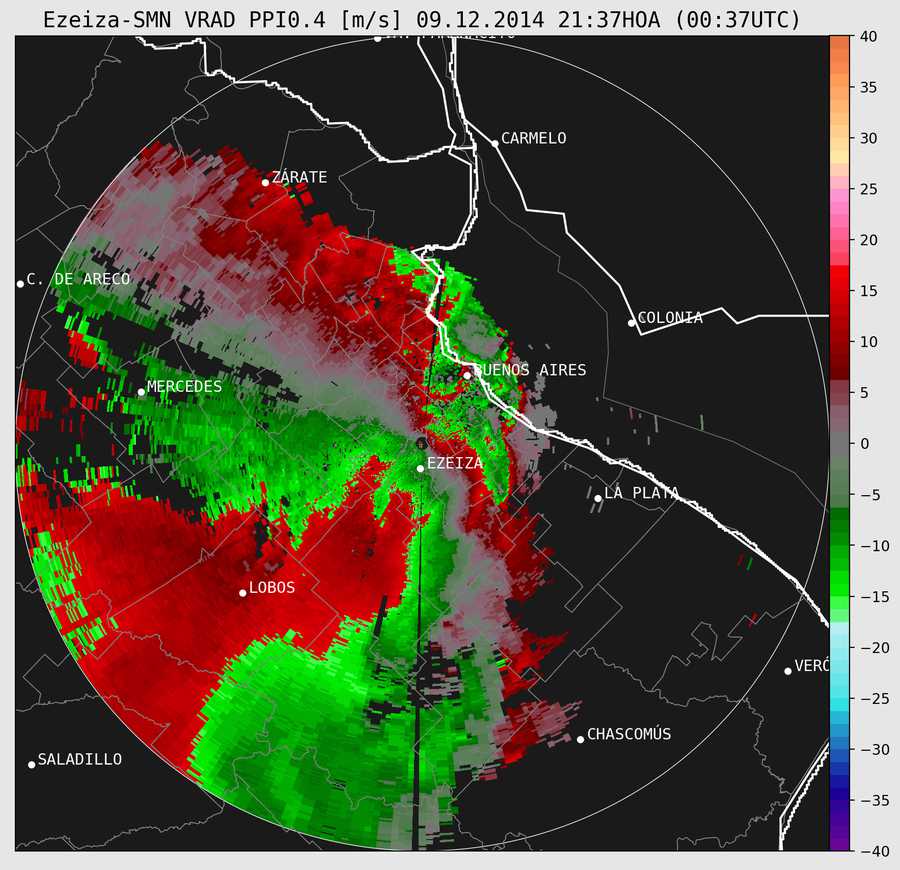 Ezeiza-SMN VRAD PPI0.4 [m/s] 09.12.2014 21:37HOA (00:37UTC)
CARMELO
ZÁRATE
C. DE ARECO
COLONIA
BUENOS AIRES
MERCEDES
EZEIZA
LA PLATA
LOBOS
VERÓ
CHASCOMÚS
SALADILLO
40
35
30
25
20
15
10
5
0
−5
−10
−15
−20
−25
−30
−35
−40